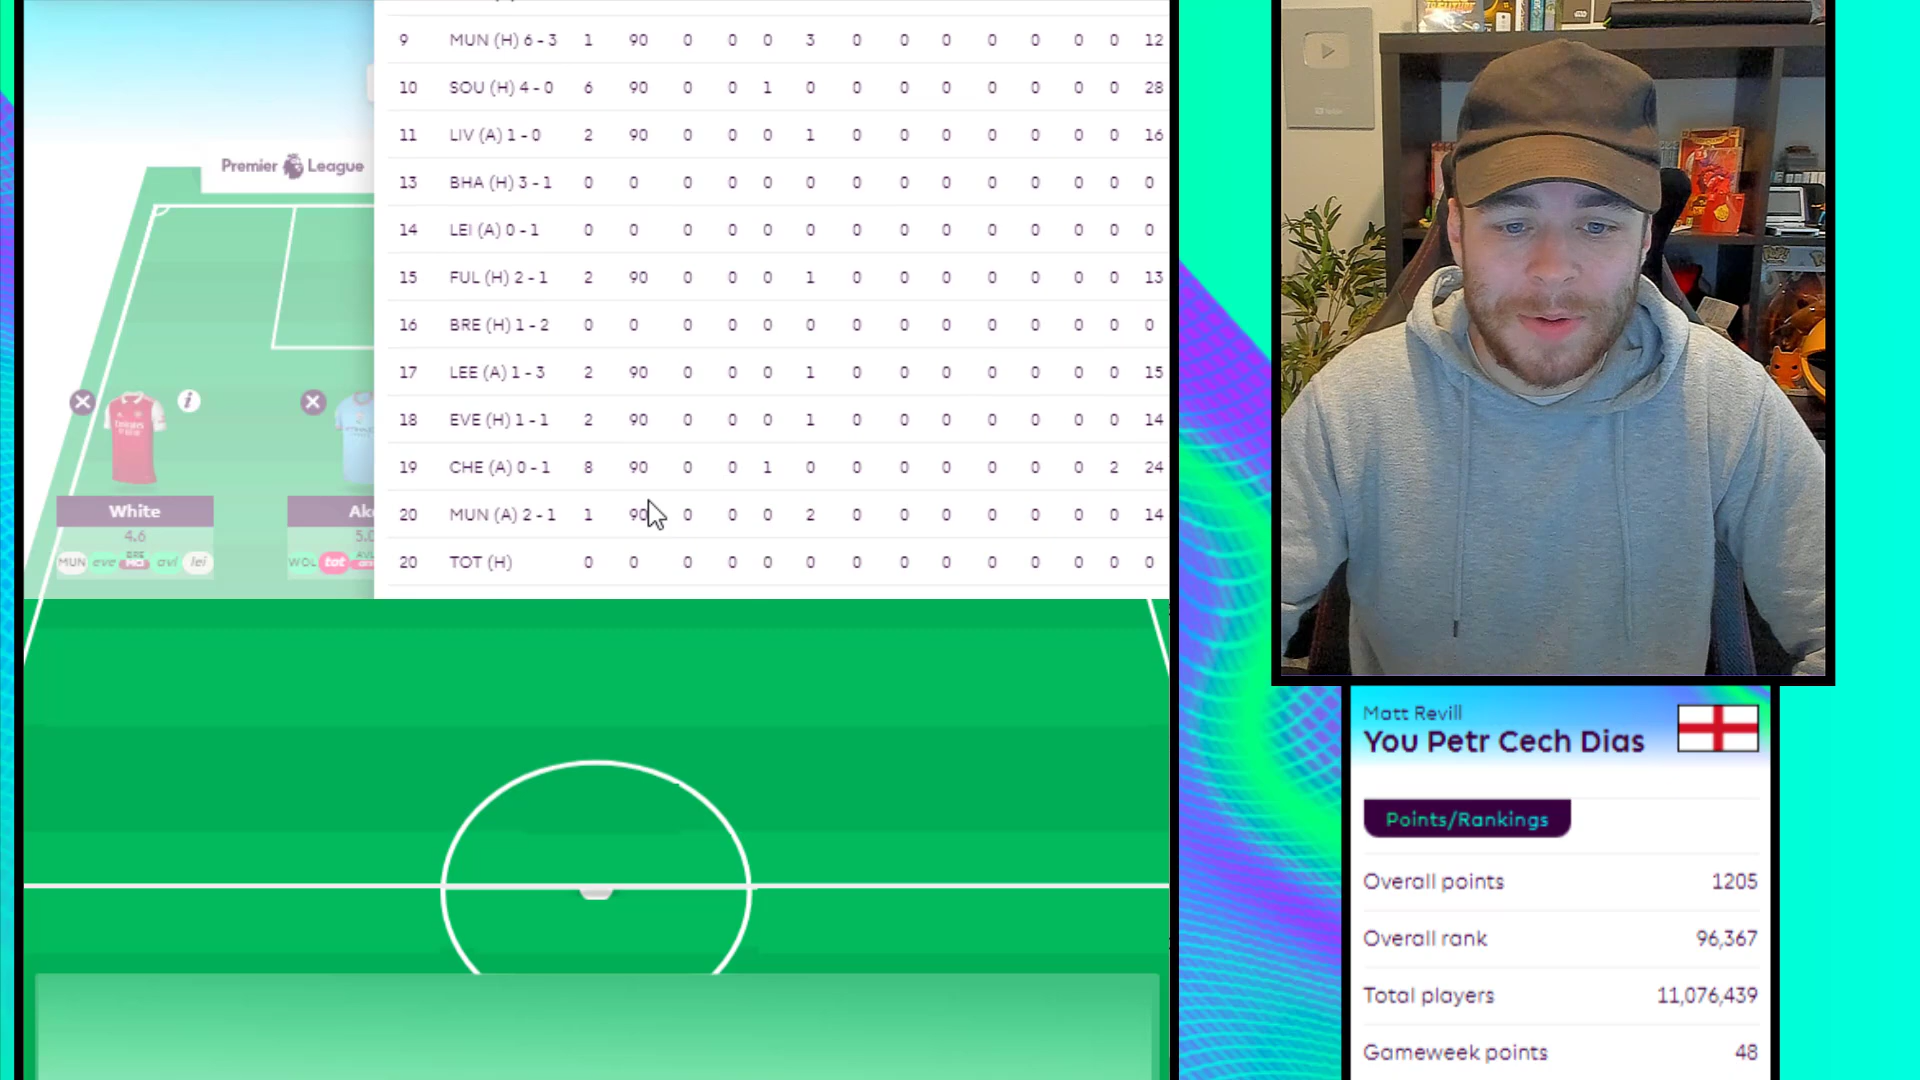 9 MUN (H) 6 - 3 1 90 0 0 0 3 0 0 0 0 0 0 0 12
10 SOU (H) 4 - 0 6 90 0 0 1 0 0 0 0 0 0 0 0 28
11 LIV (A) 1 - 0 2 90 0 0 0 1 0 0 0 0 0 0 0 16
13 BHA (H) 3 - 1 0 0 0 0 0 0 0 0 0 0 0 0 0 0
14 LEI (A) 0 - 1 0 0 0 0 0 0 0 0 0 0 0 0 0 0
15 FUL (H) 2 - 1 2 90 0 0 0 1 0 0 0 0 0 0 0 13
16 BRE (H) 1 - 2 0 0 0 0 0 0 0 0 0 0 0 0 0 0
17 LEE (A) 1 - 3 2 90 0 0 0 1 0 0 0 0 0 0 0 15
18 EVE (H) 1 - 1 2 90 0 0 0 1 0 0 0 0 0 0 0 14
19 CHE (A) 0 - 1 8 90 0 0 1 0 0 0 0 0 0 0 2 24
20 MUN (A) 2 - 1 1 90 0 0 0 2 0 0 0 0 0 0 0 14
20 TOT (H) 0 0 0 0 0 0 0 0 0 0 0 0 0 0
Premier League
White
4.6
MUN eve BRE MCI avl lei
Ak
5.0
WOL tot AVL
Matt Revill
You Petr Cech Dias
Points/Rankings
Overall points 1205
Overall rank 96,367
Total players 11,076,439
Gameweek points 48